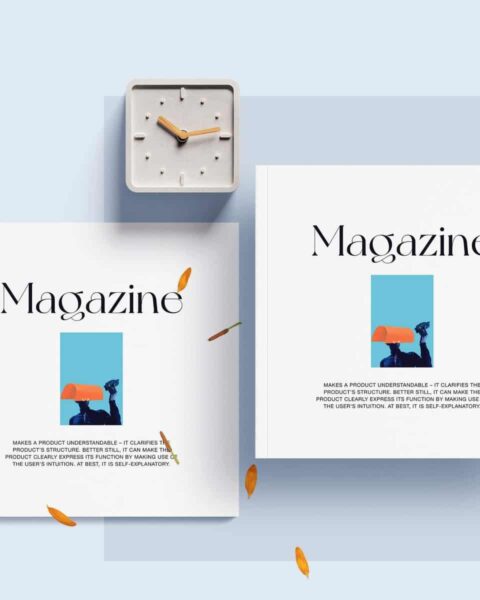 Magazine
MAKES A PRODUCT UNDERSTANDABLE – IT CLARIFIES THE
PRODUCT'S STRUCTURE. BETTER STILL, IT CAN MAKE THE
PRODUCT CLEARLY EXPRESS ITS FUNCTION BY MAKING USE OF
THE USER'S INTUITION. AT BEST, IT IS SELF-EXPLANATORY.
Magazine
MAKES A PRODUCT UNDERSTANDABLE – IT CLARIFIES THE
PRODUCT'S STRUCTURE. BETTER STILL, IT CAN MAKE THE
PRODUCT CLEARLY EXPRESS ITS FUNCTION BY MAKING USE
THE USER'S INTUITION. AT BEST, IT IS SELF-EXPLANATORY.